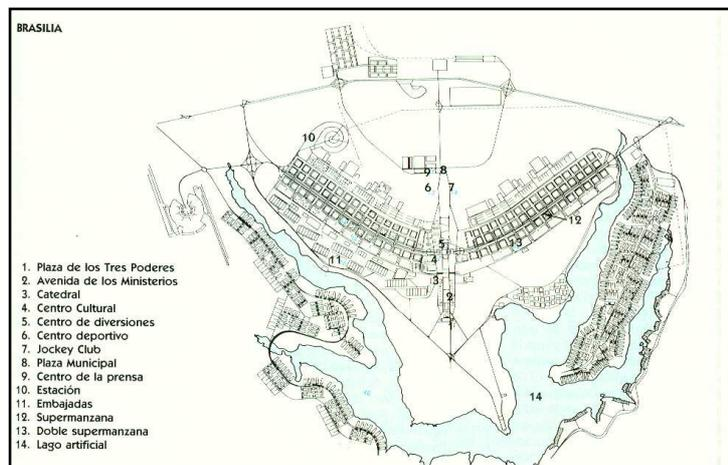 BRASILIA
1. Plaza de los Tres Poderes
2. Avenida de los Ministerios
3. Catedral
4. Centro Cultural
5. Centro de diversiones
6. Centro deportivo
7. Jockey Club
8. Plaza Municipal
9. Centro de la prensa
10. Estación
11. Embajadas
12. Supermanzana
13. Doble supermanzana
14. Lago artificial
10
9 8
6 7
12
5 13
11 4
3
2
1
14